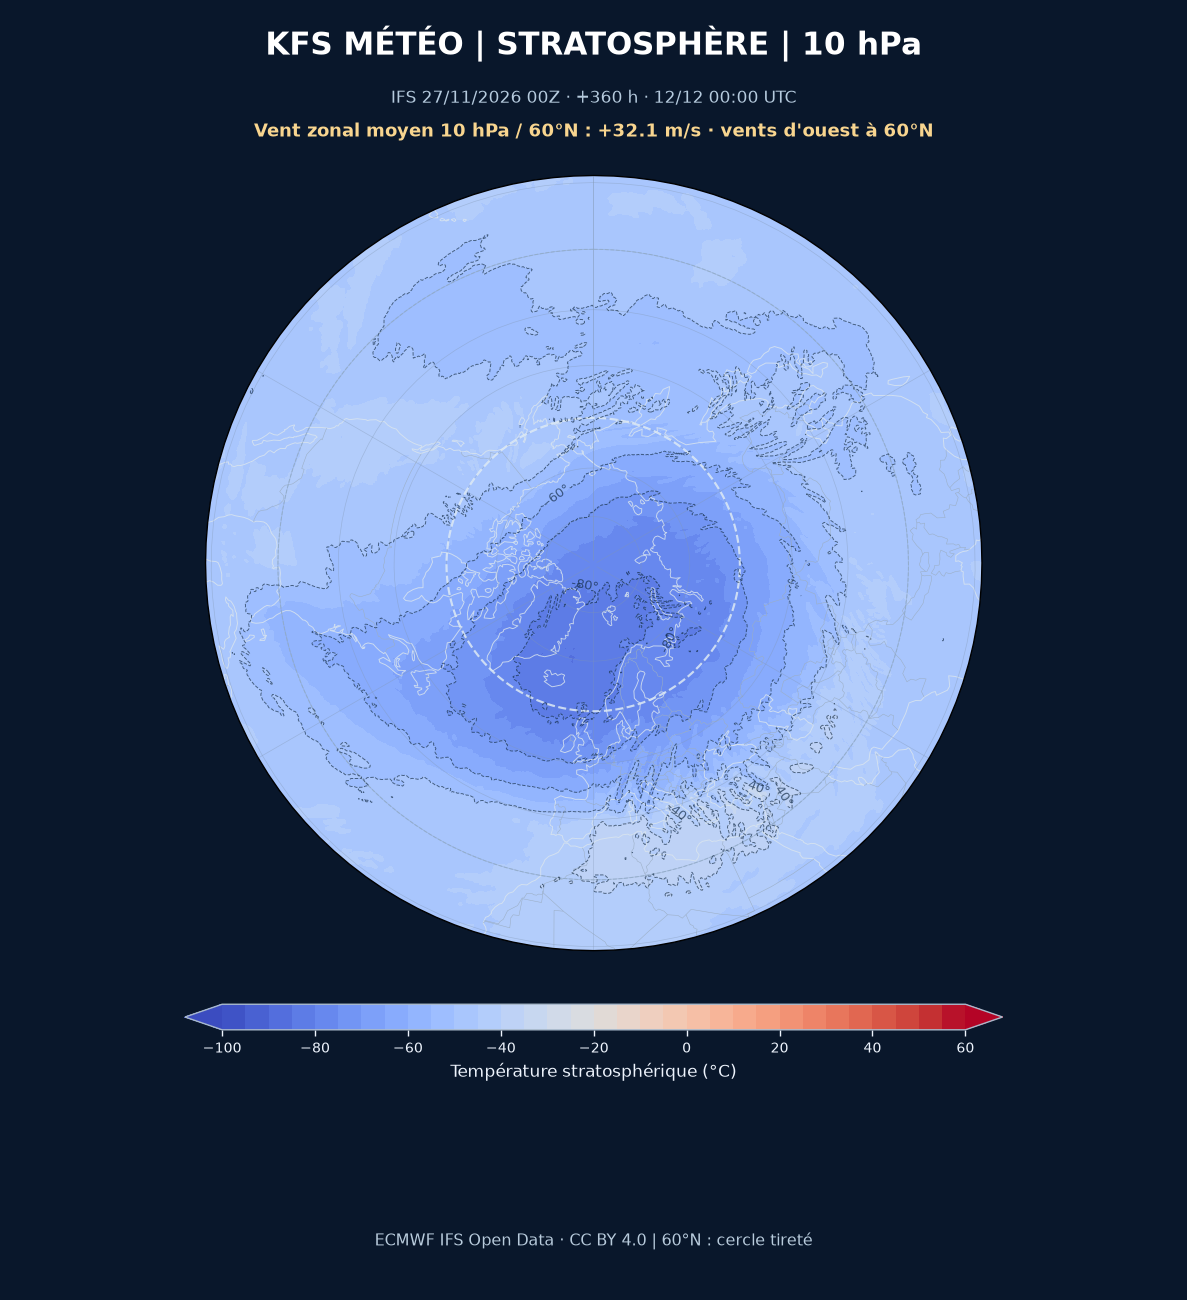 KFS MÉTÉO | STRATOSPHÈRE | 10 hPa
IFS 27/11/2026 00Z · +360 h · 12/12 00:00 UTC
Vent zonal moyen 10 hPa / 60°N : +32.1 m/s · vents d'ouest à 60°N
-60°
-80°
-80°
-40°
-40°
-40°
−100 −80 −60 −40 −20 0 20 40 60
Température stratosphérique (°C)
ECMWF IFS Open Data · CC BY 4.0 | 60°N : cercle tireté